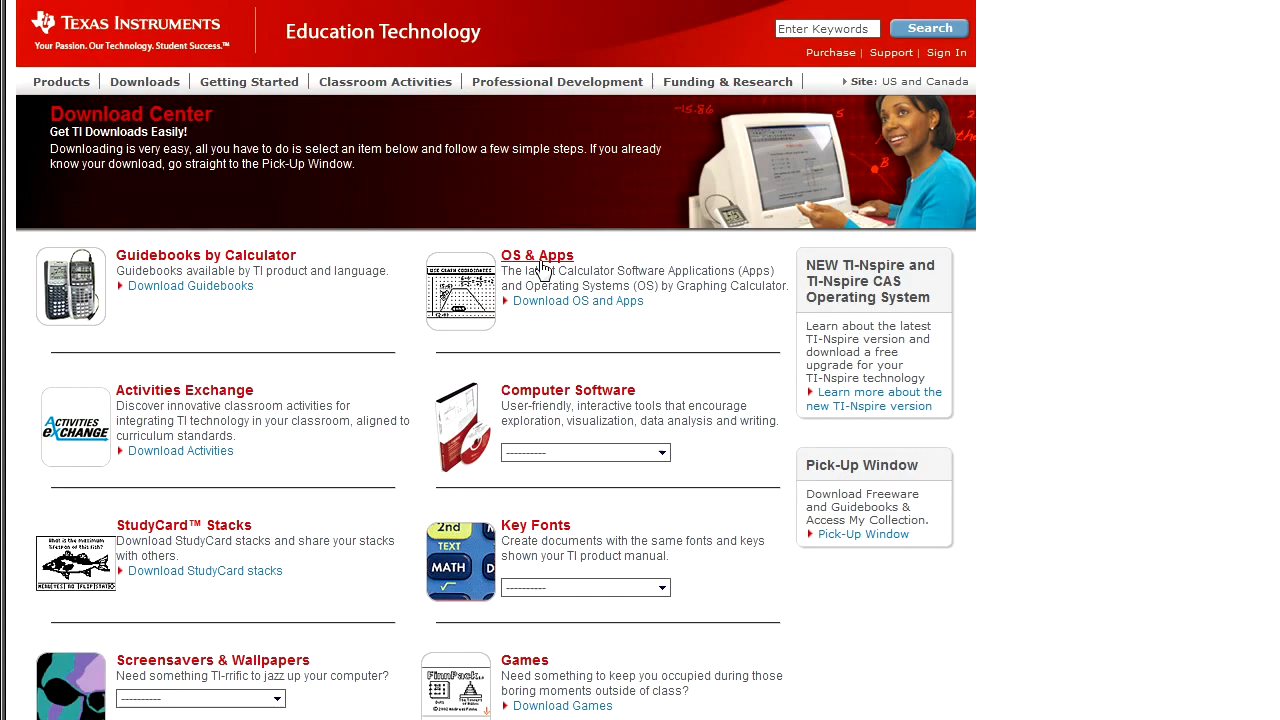 TEXAS INSTRUMENTS
Your Passion. Our Technology. Student Success.™
Education Technology
Enter Keywords
Search
Purchase | Support | Sign In
Products | Downloads | Getting Started | Classroom Activities | Professional Development | Funding & Research |
Site: US and Canada
Download Center
Get TI Downloads Easily!
Downloading is very easy, all you have to do is select an item below and follow a few simple steps. If you already
know your download, go straight to the Pick-Up Window.
-15.86
5
B
Guidebooks by Calculator
Guidebooks available by TI product and language.
Download Guidebooks
OS & Apps
The latest Calculator Software Applications (Apps)
and Operating Systems (OS) by Graphing Calculator.
Download OS and Apps
NEW TI-Nspire and
TI-Nspire CAS
Operating System
Learn about the latest
TI-Nspire version and
download a free
upgrade for your
TI-Nspire technology
Learn more about the
new TI-Nspire version
ACTIVITIES
EXCHANGE
Activities Exchange
Discover innovative classroom activities for
integrating TI technology in your classroom, aligned to
curriculum standards.
Download Activities
Computer Software
User-friendly, interactive tools that encourage
exploration, visualization, data analysis and writing.
----------
Pick-Up Window
Download Freeware
and Guidebooks &
Access My Collection.
Pick-Up Window
What is the maximum
lifespan of this fish?
StudyCard™ Stacks
Download StudyCard stacks and share your stacks
with others.
Download StudyCard stacks
2nd
TEXT
MATH
Key Fonts
Create documents with the same fonts and keys
shown your TI product manual.
----------
Screensavers & Wallpapers
Need something TI-rrific to jazz up your computer?
----------
FinnPack..
Games
Need something to keep you occupied during those
boring moments outside of class?
Download Games